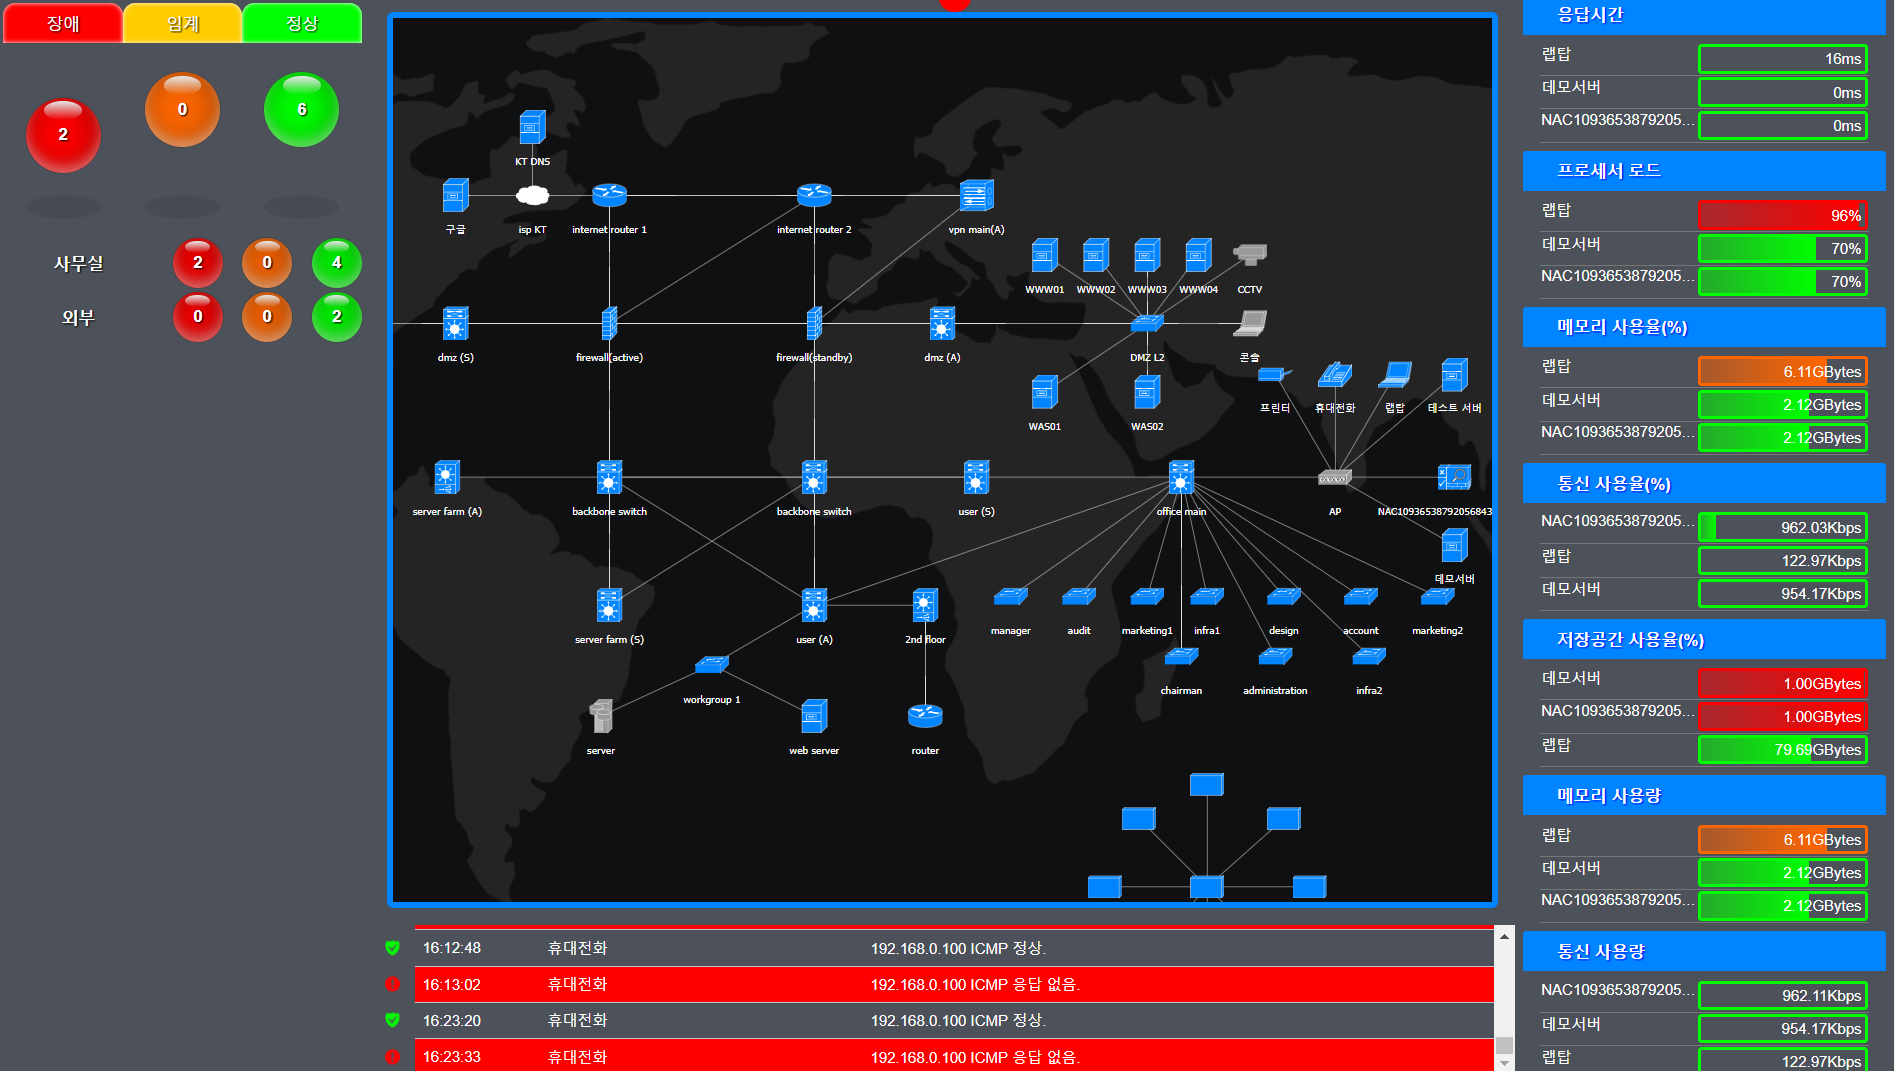 장애 임계 정상
2 0 6
사무실 2 0 4
외부 0 0 2
KT DNS
구글 isp KT internet router 1 internet router 2 vpn main(A)
WWW01 WWW02 WWW03 WWW04 CCTV
dmz (S) firewall(active) firewall(standby) dmz (A) DMZ L2 콘솔
프린터 휴대전화 랩탑 테스트 서버
WAS01 WAS02
server farm (A) backbone switch backbone switch user (S) office main AP NAC10936538792056843
데모서버
server farm (S) user (A) 2nd floor manager audit marketing1 infra1 design account marketing2
workgroup 1 chairman administration infra2
server web server router
16:12:48 휴대전화 192.168.0.100 ICMP 정상.
16:13:02 휴대전화 192.168.0.100 ICMP 응답 없음.
16:23:20 휴대전화 192.168.0.100 ICMP 정상.
16:23:33 휴대전화 192.168.0.100 ICMP 응답 없음.
응답시간
랩탑 16ms
데모서버 0ms
NAC1093653879205... 0ms
프로세서 로드
랩탑 96%
데모서버 70%
NAC1093653879205... 70%
메모리 사용율(%)
랩탑 6.11GBytes
데모서버 2.12GBytes
NAC1093653879205... 2.12GBytes
통신 사용율(%)
NAC1093653879205... 962.03Kbps
랩탑 122.97Kbps
데모서버 954.17Kbps
저장공간 사용율(%)
데모서버 1.00GBytes
NAC1093653879205... 1.00GBytes
랩탑 79.69GBytes
메모리 사용량
랩탑 6.11GBytes
데모서버 2.12GBytes
NAC1093653879205... 2.12GBytes
통신 사용량
NAC1093653879205... 962.11Kbps
데모서버 954.17Kbps
랩탑 122.97Kbps